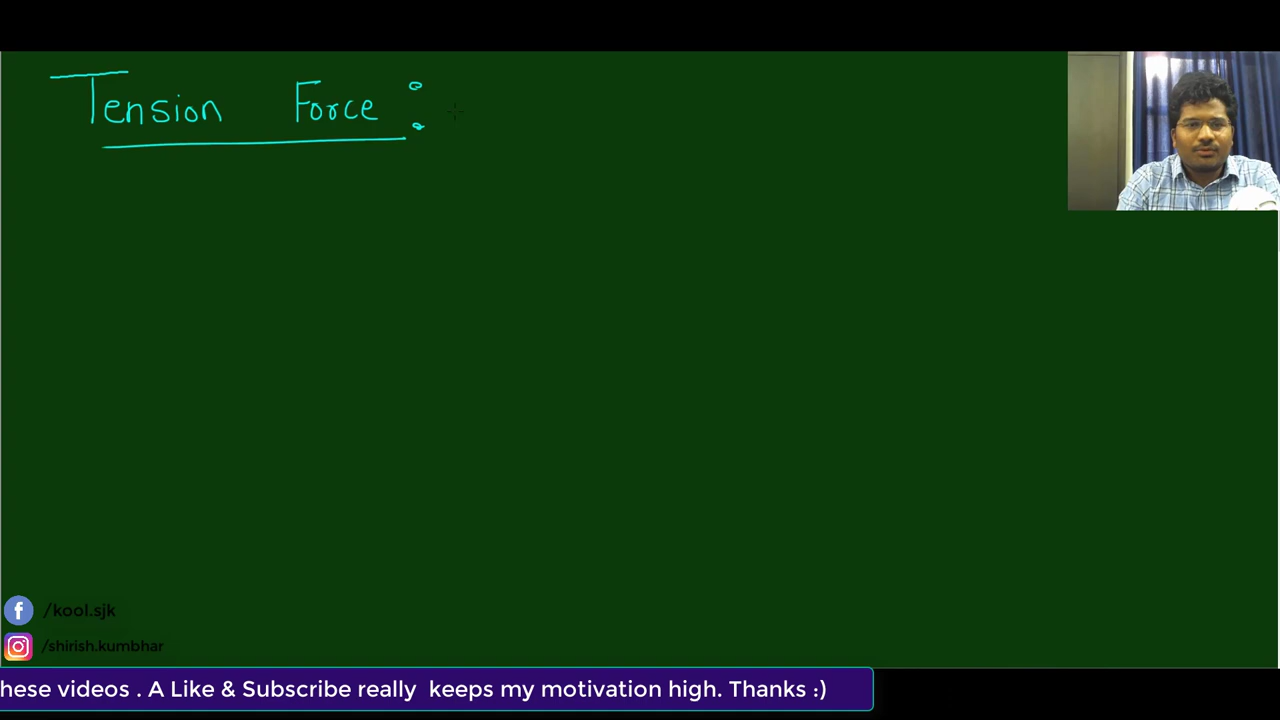 Tension Force :
/kool.sjk
/shirish.kumbhar
hese videos . A Like & Subscribe really keeps my motivation high. Thanks :)